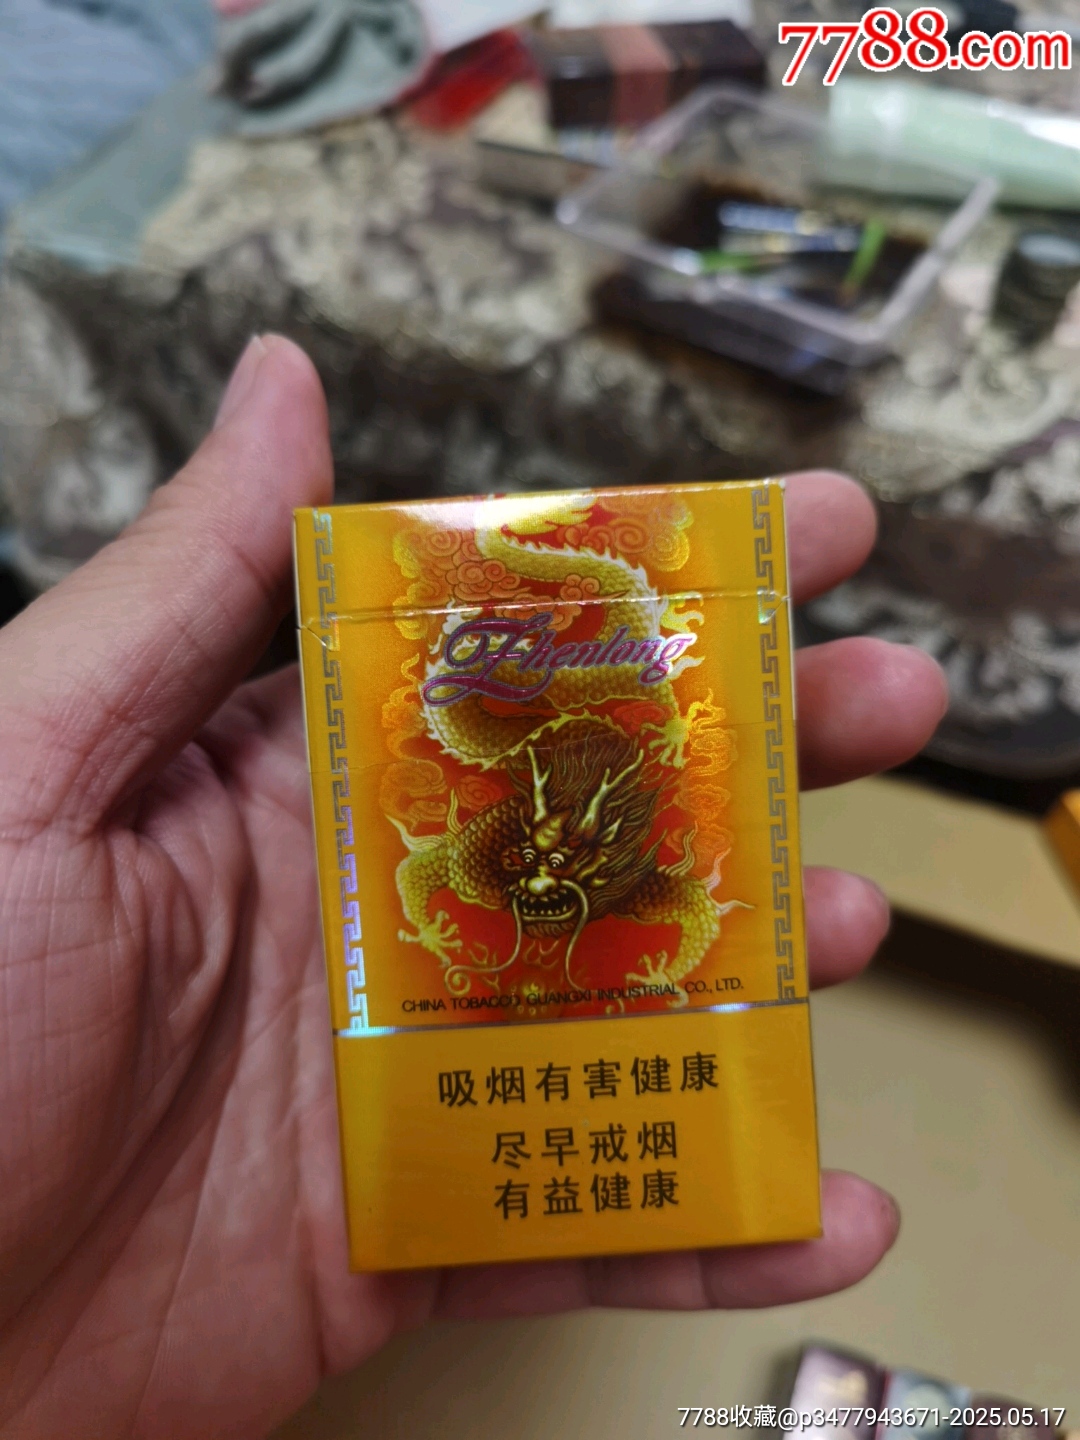 7788.com
Zhenlong
CHINA TOBACCO GUANGXI INDUSTRIAL CO., LTD.
吸烟有害健康
尽早戒烟
有益健康
7788收藏@p3477943671-2025.05.17